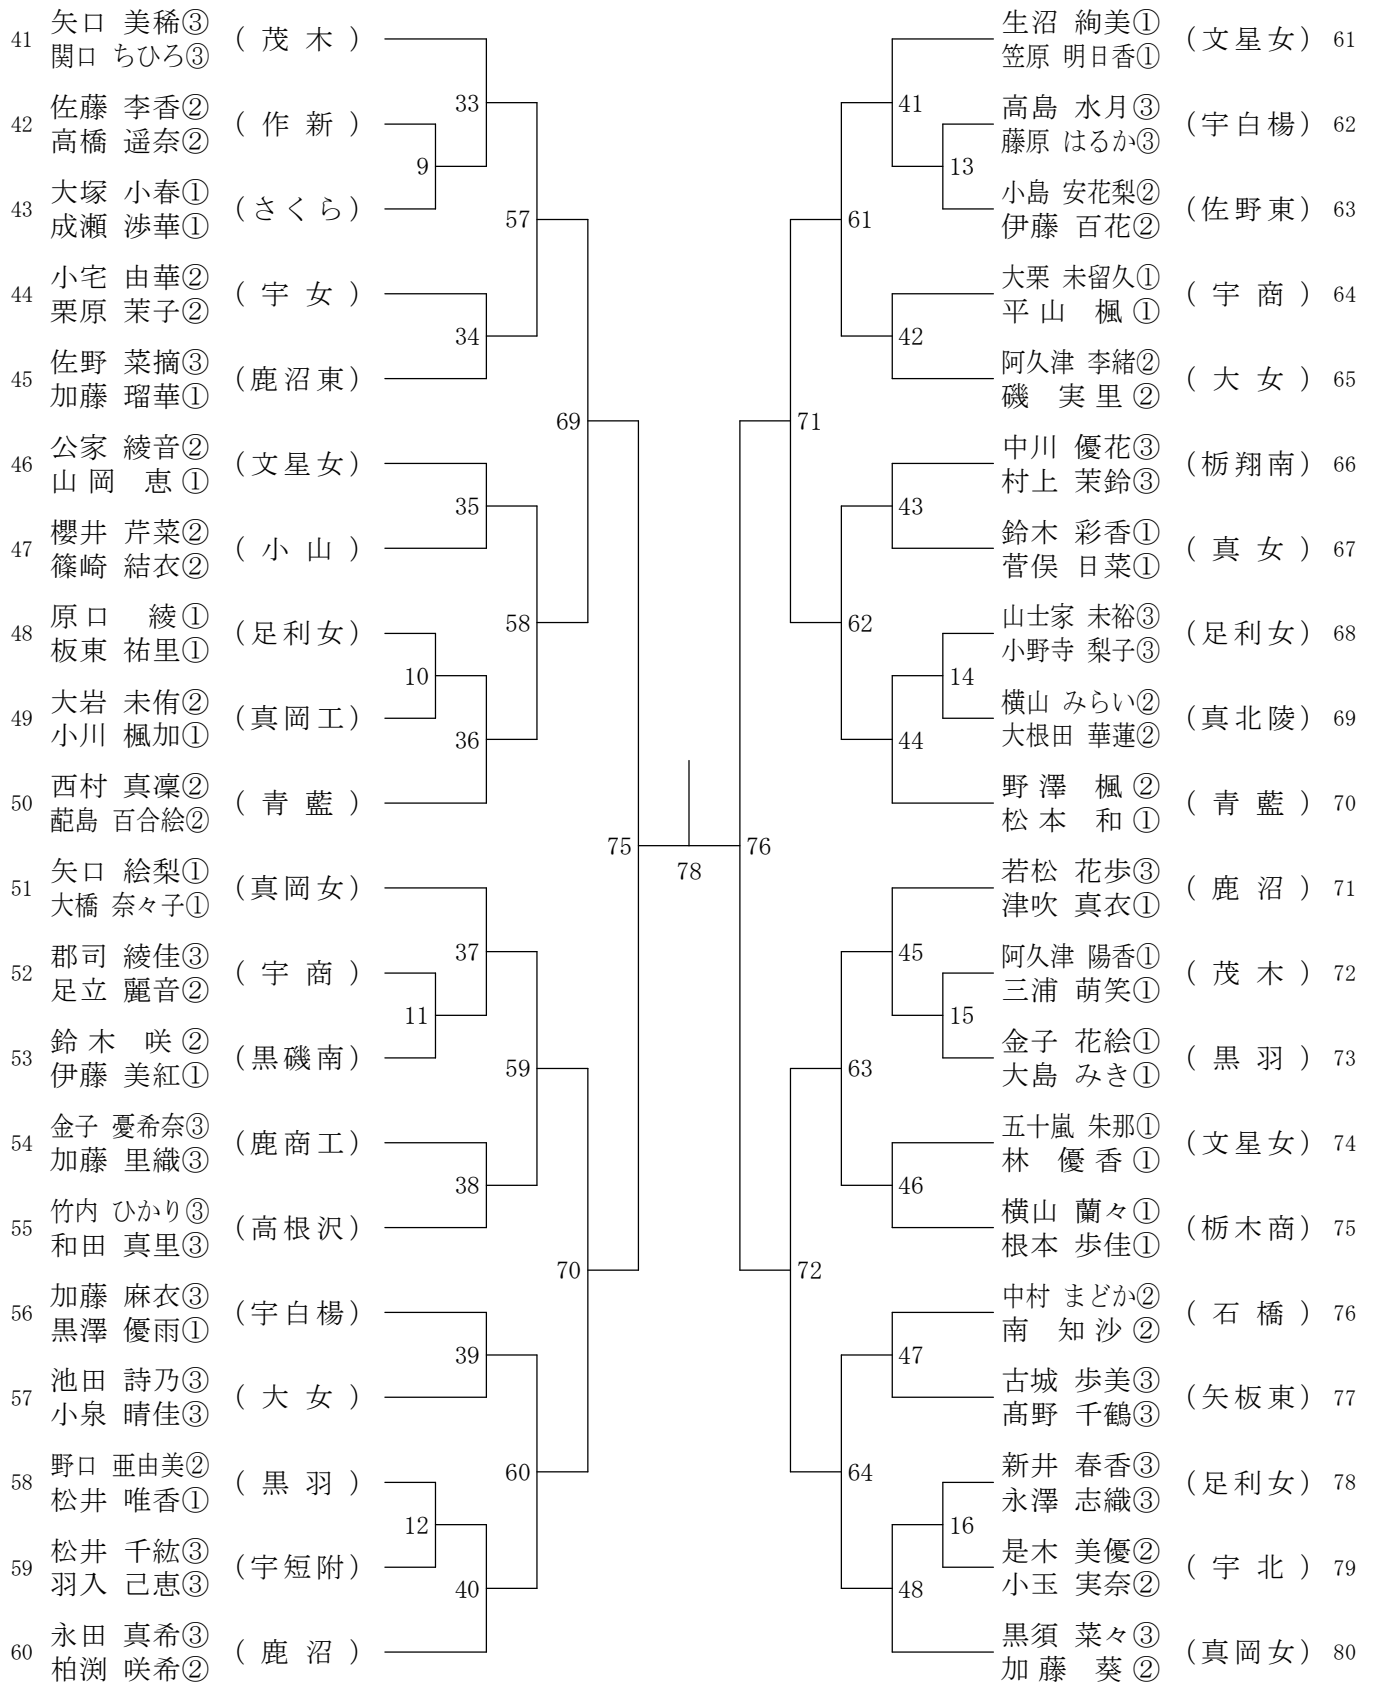 41 矢口 美稀③ (茂木)
関口 ちひろ③
33
42 佐藤 李香② (作新)
高橋 遥奈②
9
43 大塚 小春① (さくら)
成瀬 渉華①
57
44 小宅 由華② (宇女)
栗原 茉子②
34
45 佐野 菜摘③ (鹿沼東)
加藤 瑠華①
69
46 公家 綾音② (文星女)
山岡 恵①
35
47 櫻井 芹菜② (小山)
篠崎 結衣②
58
48 原口 綾① (足利女)
板東 祐里①
10
49 大岩 未侑② (真岡工)
小川 楓加①
36
50 西村 真凜② (青藍)
島 百合絵②
75
51 矢口 絵梨① (真岡女)
大橋 奈々子①
37
52 郡司 綾佳③ (宇商)
足立 麗音②
11
53 鈴木 咲② (黒磯南)
伊藤 美紅①
59
54 金子 憂希奈③ (鹿商工)
加藤 里織③
38
55 竹内 ひかり③ (高根沢)
和田 真里③
70
56 加藤 麻衣③ (宇白楊)
黒澤 優雨①
39
57 池田 詩乃③ (大女)
小泉 晴佳③
60
58 野口 亜由美② (黒羽)
松井 唯香①
12
59 松井 千紘③ (宇短附)
羽入 己恵③
40
60 永田 真希③ (鹿沼)
柏渕 咲希②
78
生沼 絢美① (文星女) 61
笠原 明日香①
41
高島 水月③ (宇白楊) 62
藤原 はるか③
13
小島 安花梨② (佐野東) 63
伊藤 百花②
61
大栗 未留久① (宇商) 64
平山 楓①
42
阿久津 李緒② (大女) 65
磯 実里②
71
中川 優花③ (栃翔南) 66
村上 茉鈴③
43
鈴木 彩香① (真女) 67
菅俣 日菜①
62
山士家 未裕③ (足利女) 68
小野寺 梨子③
14
横山 みらい② (真北陵) 69
大根田 華蓮②
44
野澤 楓② (青藍) 70
松本 和①
76
若松 花歩③ (鹿沼) 71
津吹 真衣①
45
阿久津 陽香① (茂木) 72
三浦 萌笑①
15
金子 花絵① (黒羽) 73
大島 みき①
63
五十嵐 朱那① (文星女) 74
林 優香①
46
横山 蘭々① (栃木商) 75
根本 歩佳①
72
中村 まどか② (石橋) 76
南 知沙②
47
古城 歩美③ (矢板東) 77
髙野 千鶴③
64
新井 春香③ (足利女) 78
永澤 志織③
16
是木 美優② (宇北) 79
小玉 実奈②
48
黒須 菜々③ (真岡女) 80
加藤 葵②